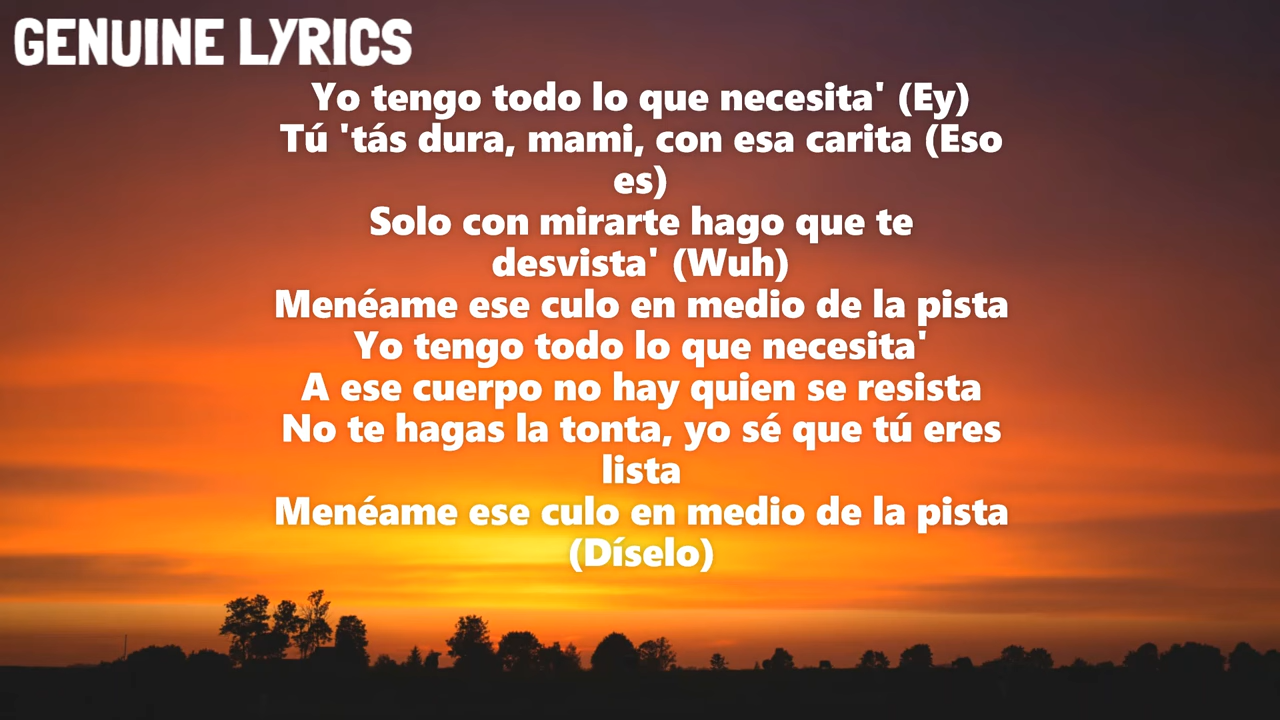 GENUINE LYRICS
Yo tengo todo lo que necesita' (Ey)
Tú 'tás dura, mami, con esa carita (Eso
es)
Solo con mirarte hago que te
desvista' (Wuh)
Menéame ese culo en medio de la pista
Yo tengo todo lo que necesita'
A ese cuerpo no hay quien se resista
No te hagas la tonta, yo sé que tú eres
lista
Menéame ese culo en medio de la pista
(Díselo)